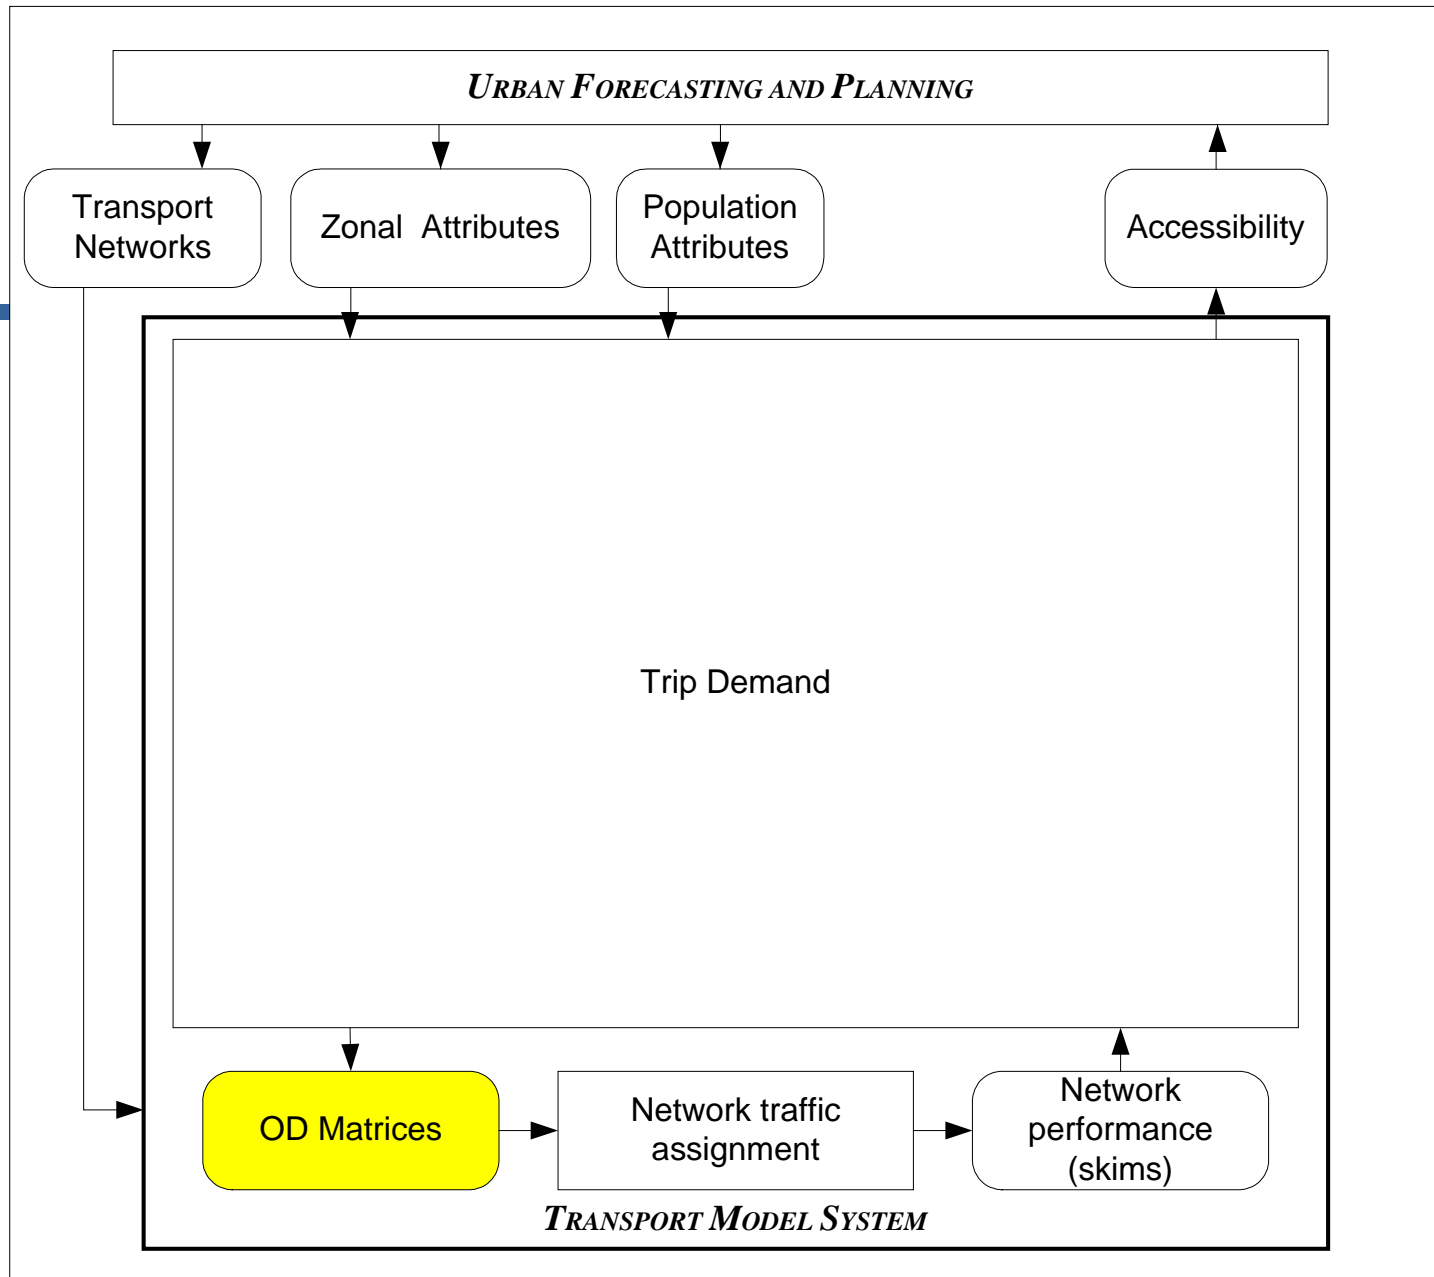 URBAN FORECASTING AND PLANNING
Transport
Networks
Zonal Attributes
Population
Attributes
Accessibility
Trip Demand
OD Matrices
Network traffic
assignment
Network
performance
(skims)
TRANSPORT MODEL SYSTEM